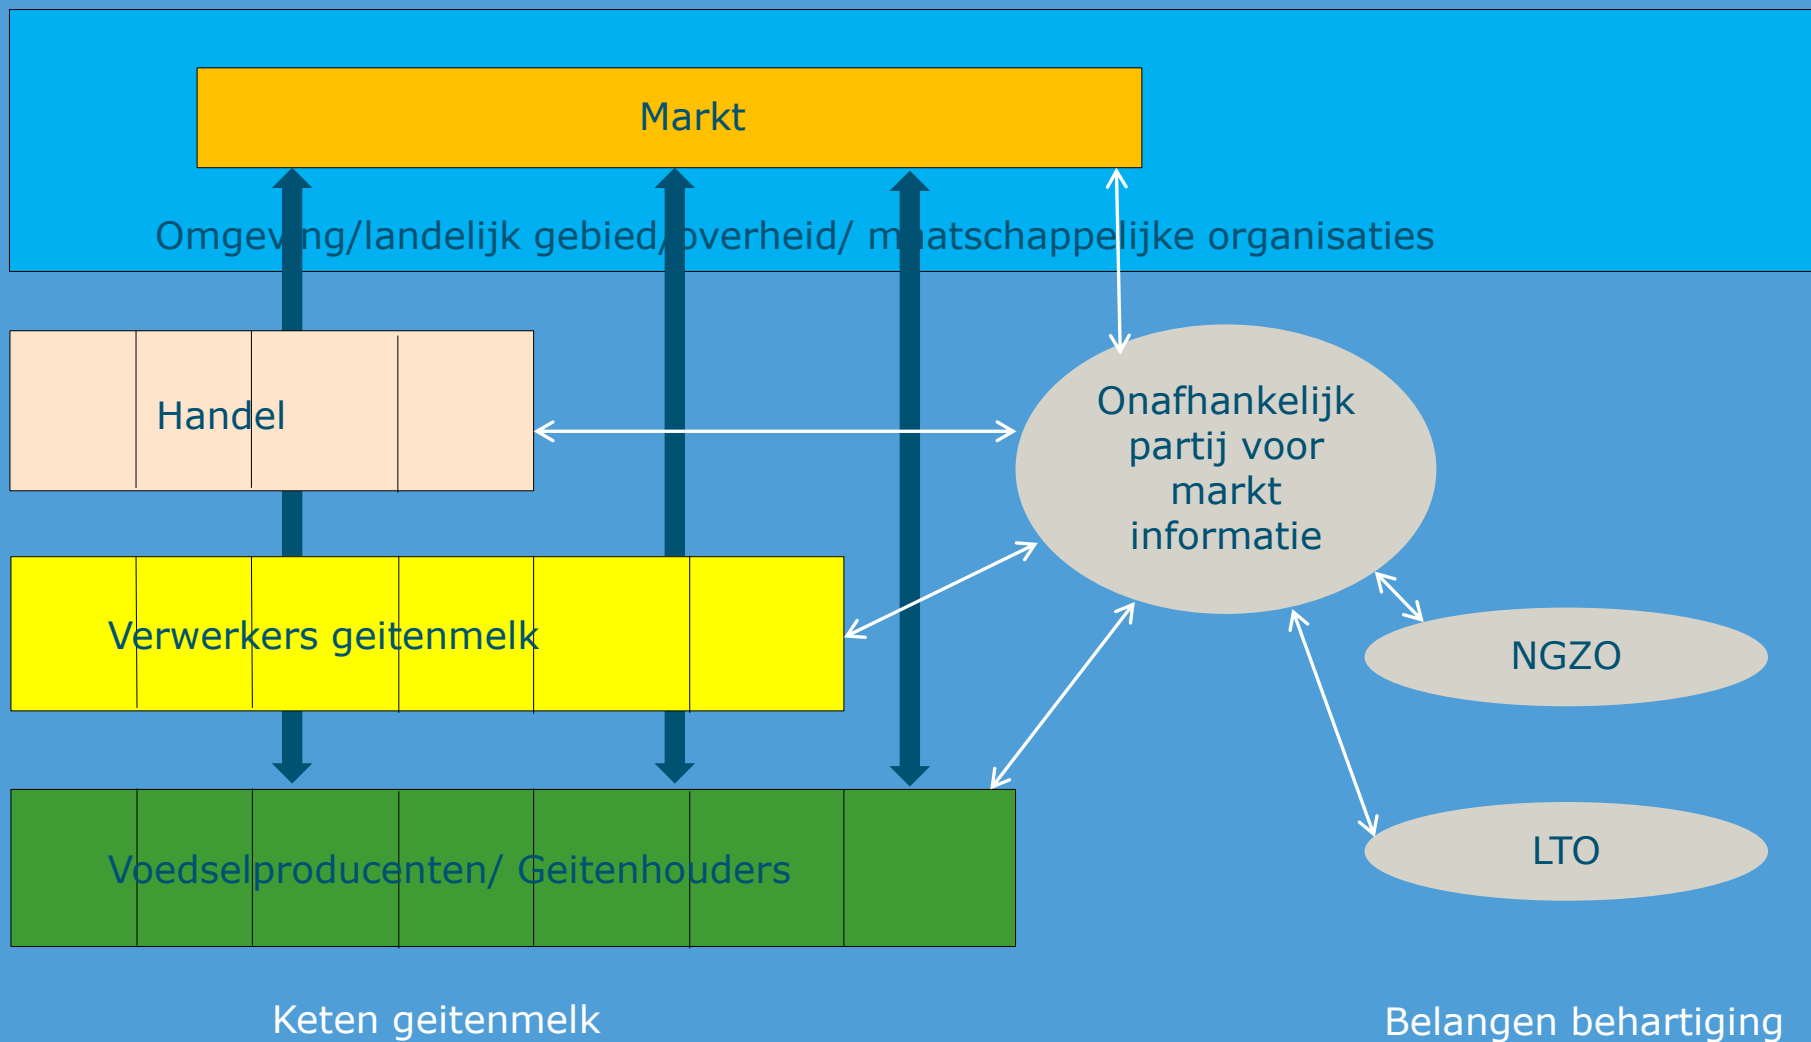 Markt
Omgeving/landelijk gebied/overheid/ maatschappelijke organisaties
Handel
Onafhankelijk
partij voor
markt
informatie
Verwerkers geitenmelk
NGZO
Voedselproducenten/ Geitenhouders
LTO
Keten geitenmelk
Belangen behartiging